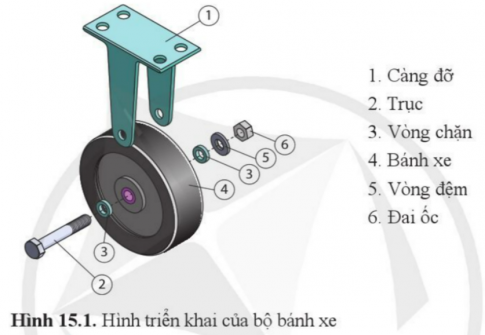 1
6
5
3
4
3
2
1. Càng đỡ
2. Trục
3. Vòng chặn
4. Bánh xe
5. Vòng đệm
6. Đai ốc
Hình 15.1. Hình triển khai của bộ bánh xe